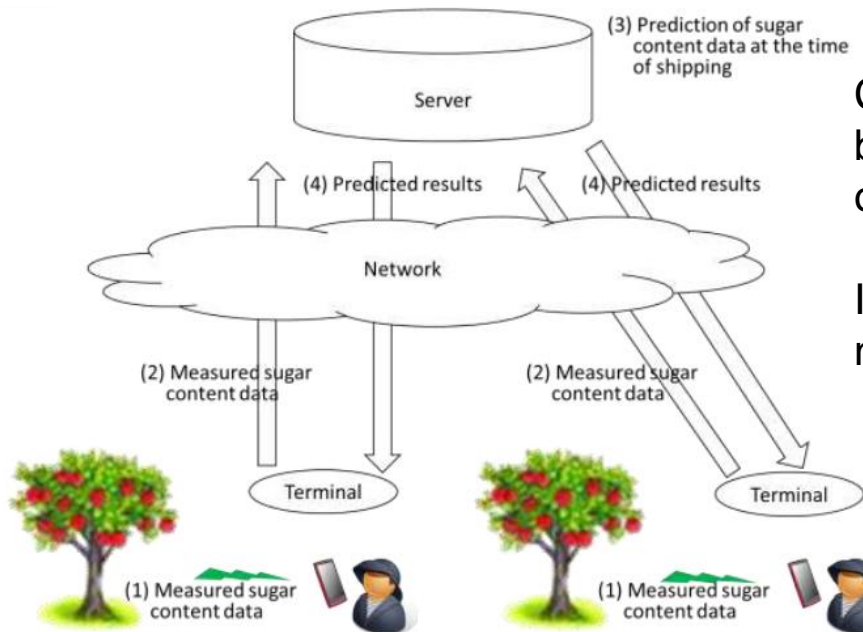 (3) Prediction of sugar
content data at the time
of shipping
Server
(4) Predicted results
(4) Predicted results
Network
(2) Measured sugar
content data
(2) Measured sugar
content data
Terminal
Terminal
(1) Measured sugar
content data
(1) Measured sugar
content data